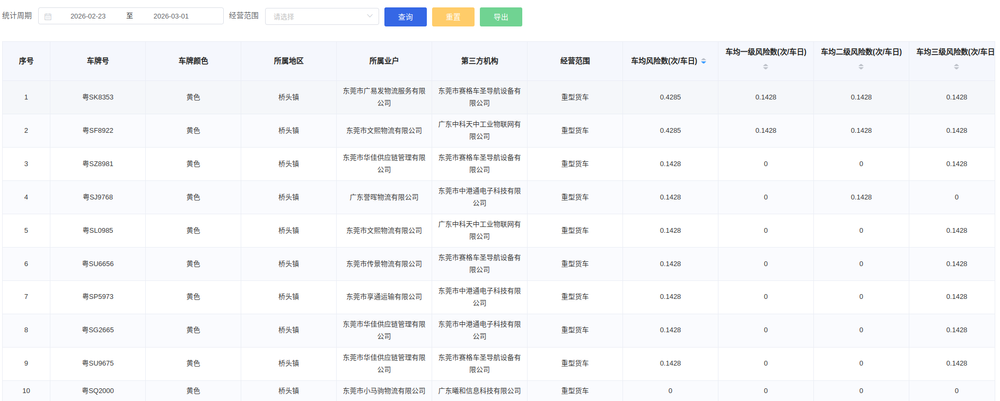 统计周期 2026-02-23 至 2026-03-01 经营范围 请选择 查询 重置 导出
序号 车牌号 车牌颜色 所属地区 所属业户 第三方机构 经营范围 车均风险数(次/车日) 车均一级风险数(次/车日) 车均二级风险数(次/车日) 车均三级风险数(次/车日
1 粤SK8353 黄色 桥头镇 东莞市广易发物流服务有限公司 东莞市赛格车圣导航设备有限公司 重型货车 0.4285 0.1428 0.1428 0.1428
2 粤SF8922 黄色 桥头镇 东莞市文熙物流有限公司 广东中科天中工业物联网有限公司 重型货车 0.4285 0.1428 0.1428 0.1428
3 粤SZ8981 黄色 桥头镇 东莞市华佳供应链管理有限公司 东莞市赛格车圣导航设备有限公司 重型货车 0.1428 0 0 0.1428
4 粤SJ9768 黄色 桥头镇 广东誉晖物流有限公司 东莞市中港通电子科技有限公司 重型货车 0.1428 0 0.1428 0
5 粤SL0985 黄色 桥头镇 东莞市文熙物流有限公司 广东中科天中工业物联网有限公司 重型货车 0.1428 0 0 0.1428
6 粤SU6656 黄色 桥头镇 东莞市传景物流有限公司 东莞市赛格车圣导航设备有限公司 重型货车 0.1428 0 0 0.1428
7 粤SP5973 黄色 桥头镇 东莞市享通运输有限公司 东莞市中港通电子科技有限公司 重型货车 0.1428 0 0 0.1428
8 粤SG2665 黄色 桥头镇 东莞市华佳供应链管理有限公司 东莞市中港通电子科技有限公司 重型货车 0.1428 0 0 0.1428
9 粤SU9675 黄色 桥头镇 东莞市华佳供应链管理有限公司 东莞市赛格车圣导航设备有限公司 重型货车 0.1428 0 0 0.1428
10 粤SQ2000 黄色 桥头镇 东莞市小马驹物流有限公司 广东曦和信息科技有限公司 重型货车 0 0 0 0